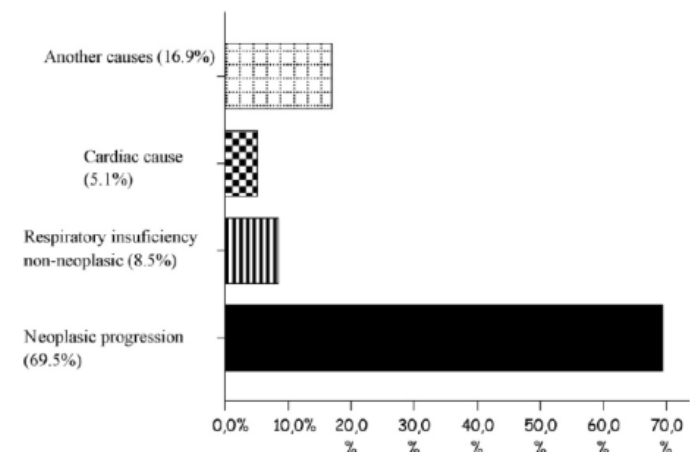 Another causes (16.9%)
Cardiac cause
(5.1%)
Respiratory insuficiency
non-neoplasic (8.5%)
Neoplasic progression
(69.5%)
0,0% 10,0% 20,0 30,0 40,0 50,0 60,0 70,0
% % % % % %